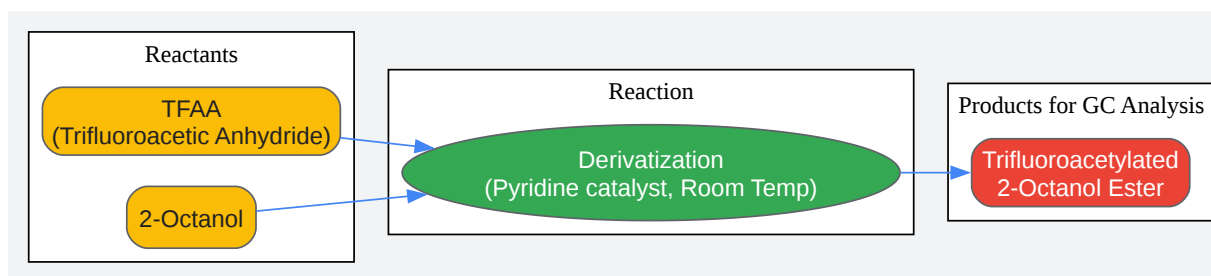 Reactants
TFAA
(Trifluoroacetic Anhydride)
2-Octanol
Reaction
Derivatization
(Pyridine catalyst, Room Temp)
Products for GC Analysis
Trifluoroacetylated
2-Octanol Ester